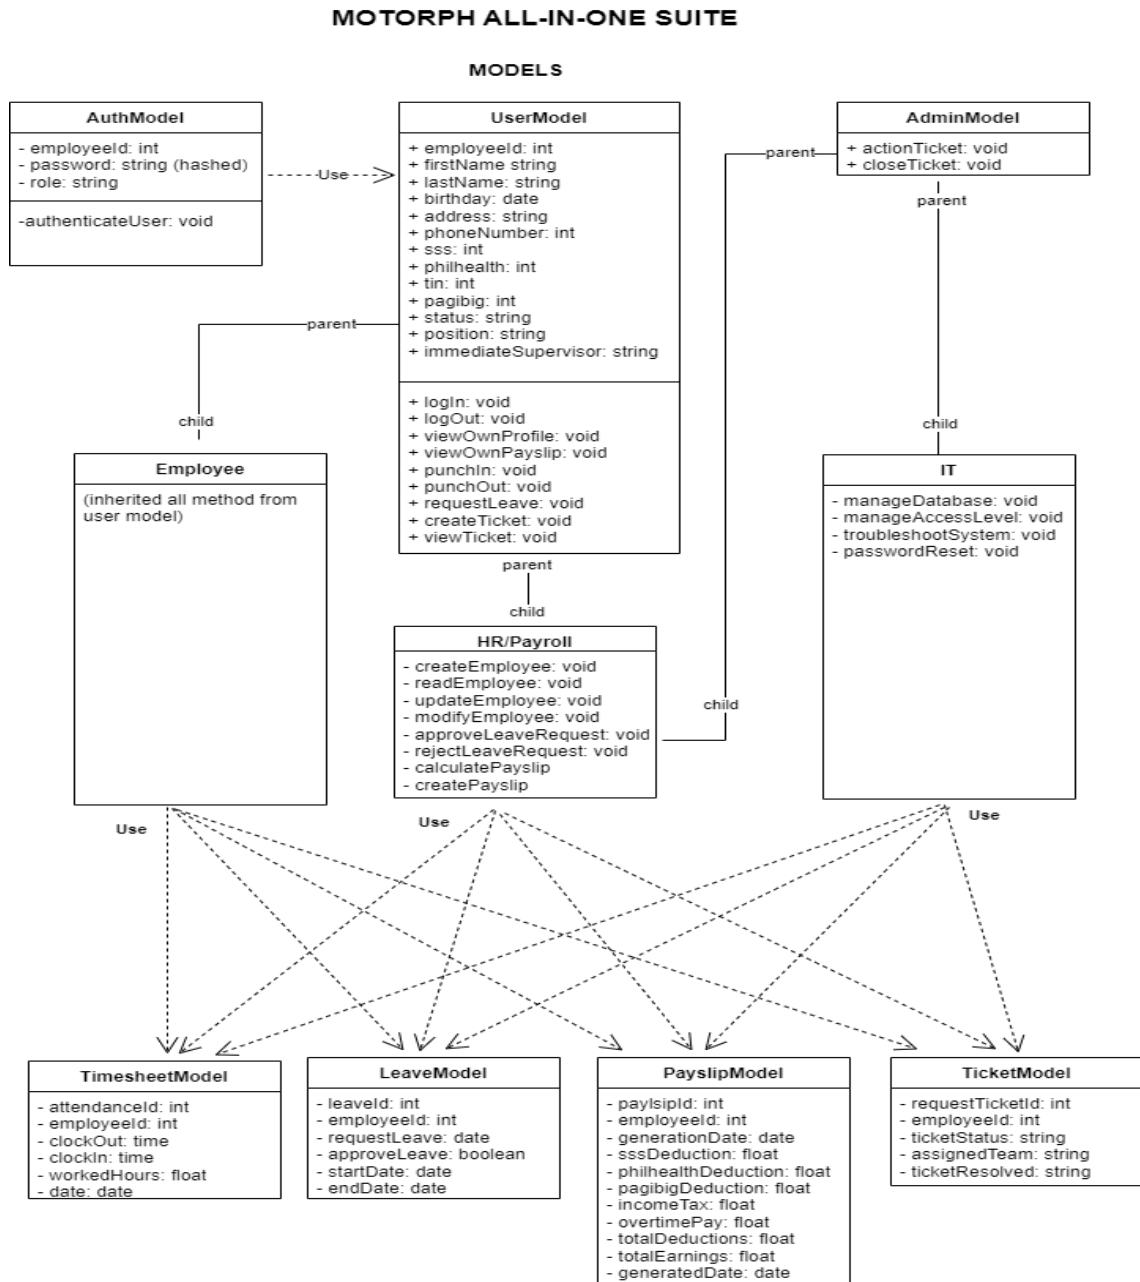 MOTORPH ALL-IN-ONE SUITE
MODELS
AuthModel
- employeeId: int
- password: string (hashed)
- role: string
-authenticateUser: void
Use
UserModel
+ employeeId: int
+ firstName string
+ lastName: string
+ birthday: date
+ address: string
+ phoneNumber: int
+ sss: int
+ philhealth: int
+ tin: int
+ pagibig: int
+ status: string
+ position: string
+ immediateSupervisor: string
+ logIn: void
+ logOut: void
+ viewOwnProfile: void
+ viewOwnPayslip: void
+ punchIn: void
+ punchOut: void
+ requestLeave: void
+ createTicket: void
+ viewTicket: void
AdminModel
+ actionTicket: void
+ closeTicket: void
parent
parent
parent
child
child
Employee
(inherited all method from
user model)
IT
- manageDatabase: void
- manageAccessLevel: void
- troubleshootSystem: void
- passwordReset: void
parent
child
HR/Payroll
- createEmployee: void
- readEmployee: void
- updateEmployee: void
- modifyEmployee: void
- approveLeaveRequest: void
- rejectLeaveRequest: void
- calculatePayslip
- createPayslip
child
Use
Use
Use
TimesheetModel
- attendanceId: int
- employeeId: int
- clockOut: time
- clockIn: time
- workedHours: float
- date: date
LeaveModel
- leaveId: int
- employeeId: int
- requestLeave: date
- approveLeave: boolean
- startDate: date
- endDate: date
PayslipModel
- paylsipId: int
- employeeId: int
- generationDate: date
- sssDeduction: float
- philhealthDeduction: float
- pagibigDeduction: float
- incomeTax: float
- overtimePay: float
- totalDeductions: float
- totalEarnings: float
- generatedDate: date
TicketModel
- requestTicketId: int
- employeeId: int
- ticketStatus: string
- assignedTeam: string
- ticketResolved: string